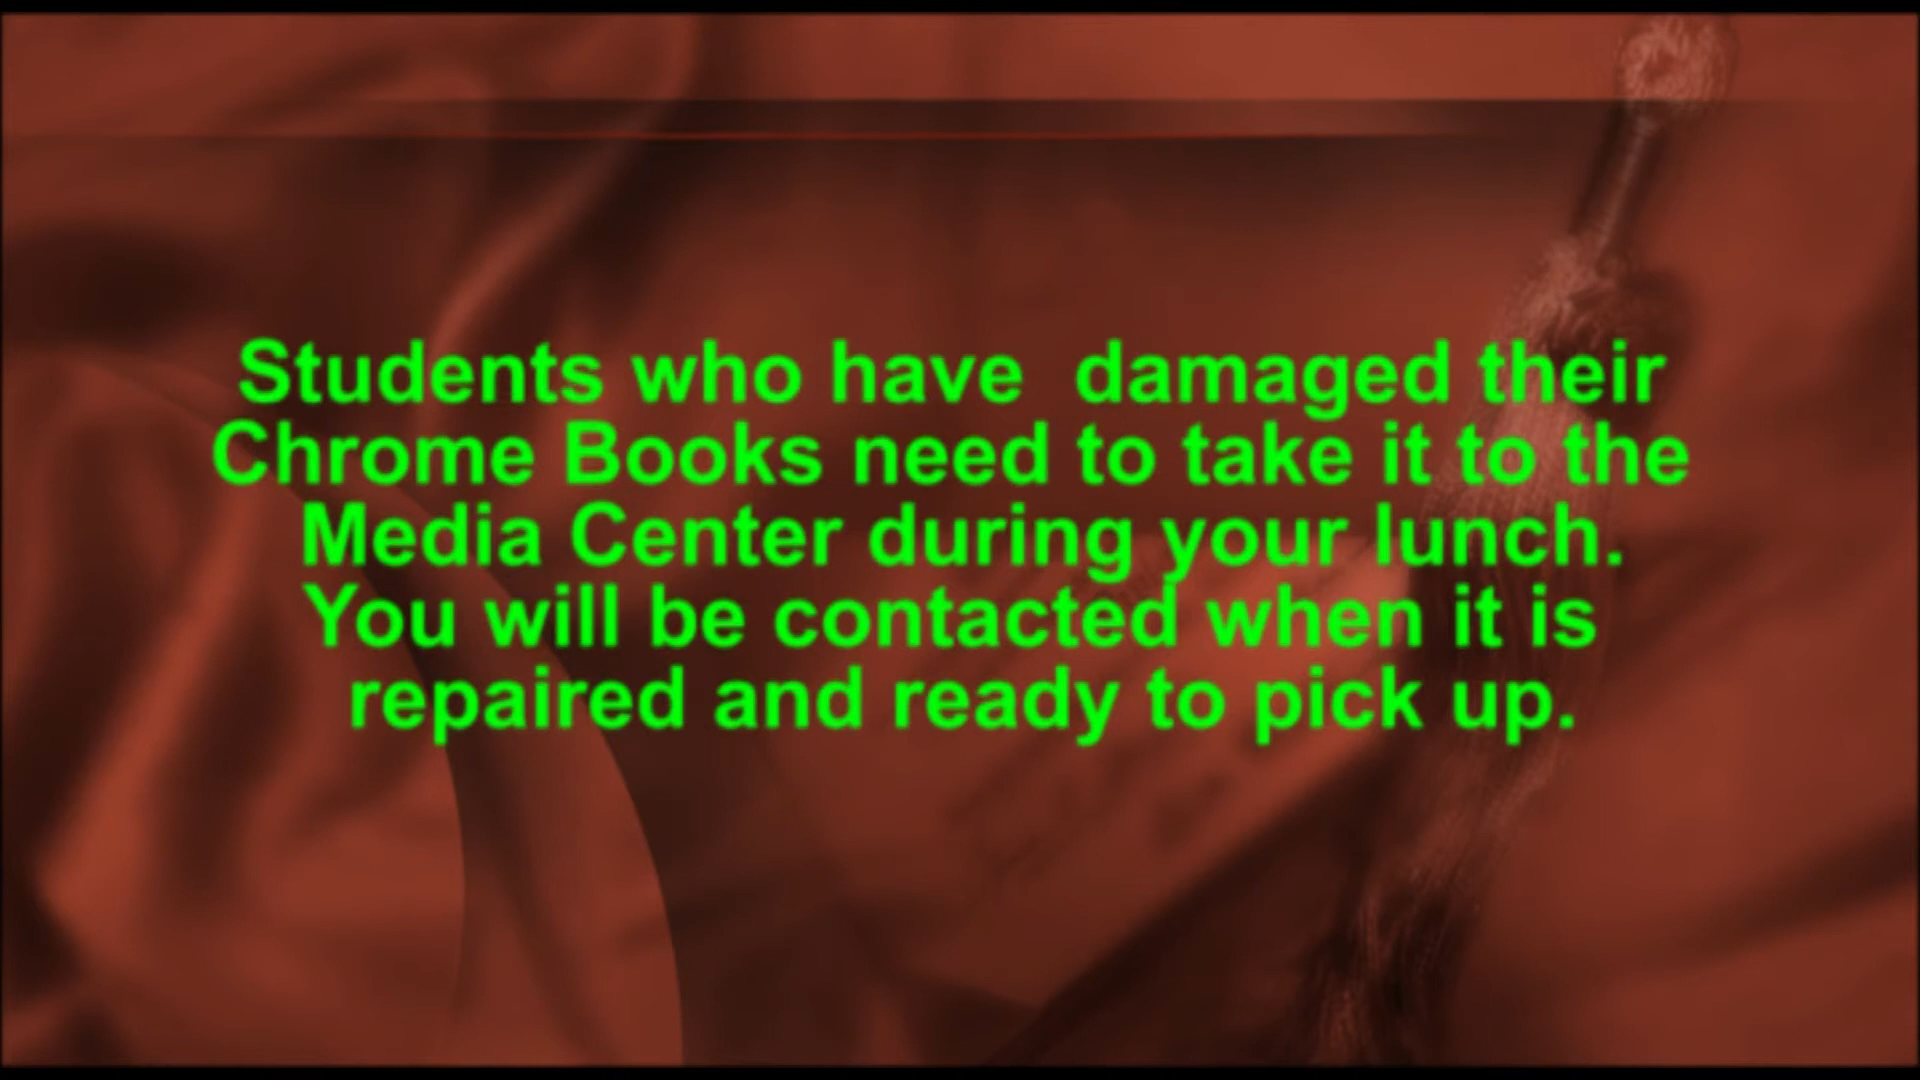 Students who have  damaged their
Chrome Books need to take it to the
Media Center during your lunch.
You will be contacted when it is
repaired and ready to pick up.